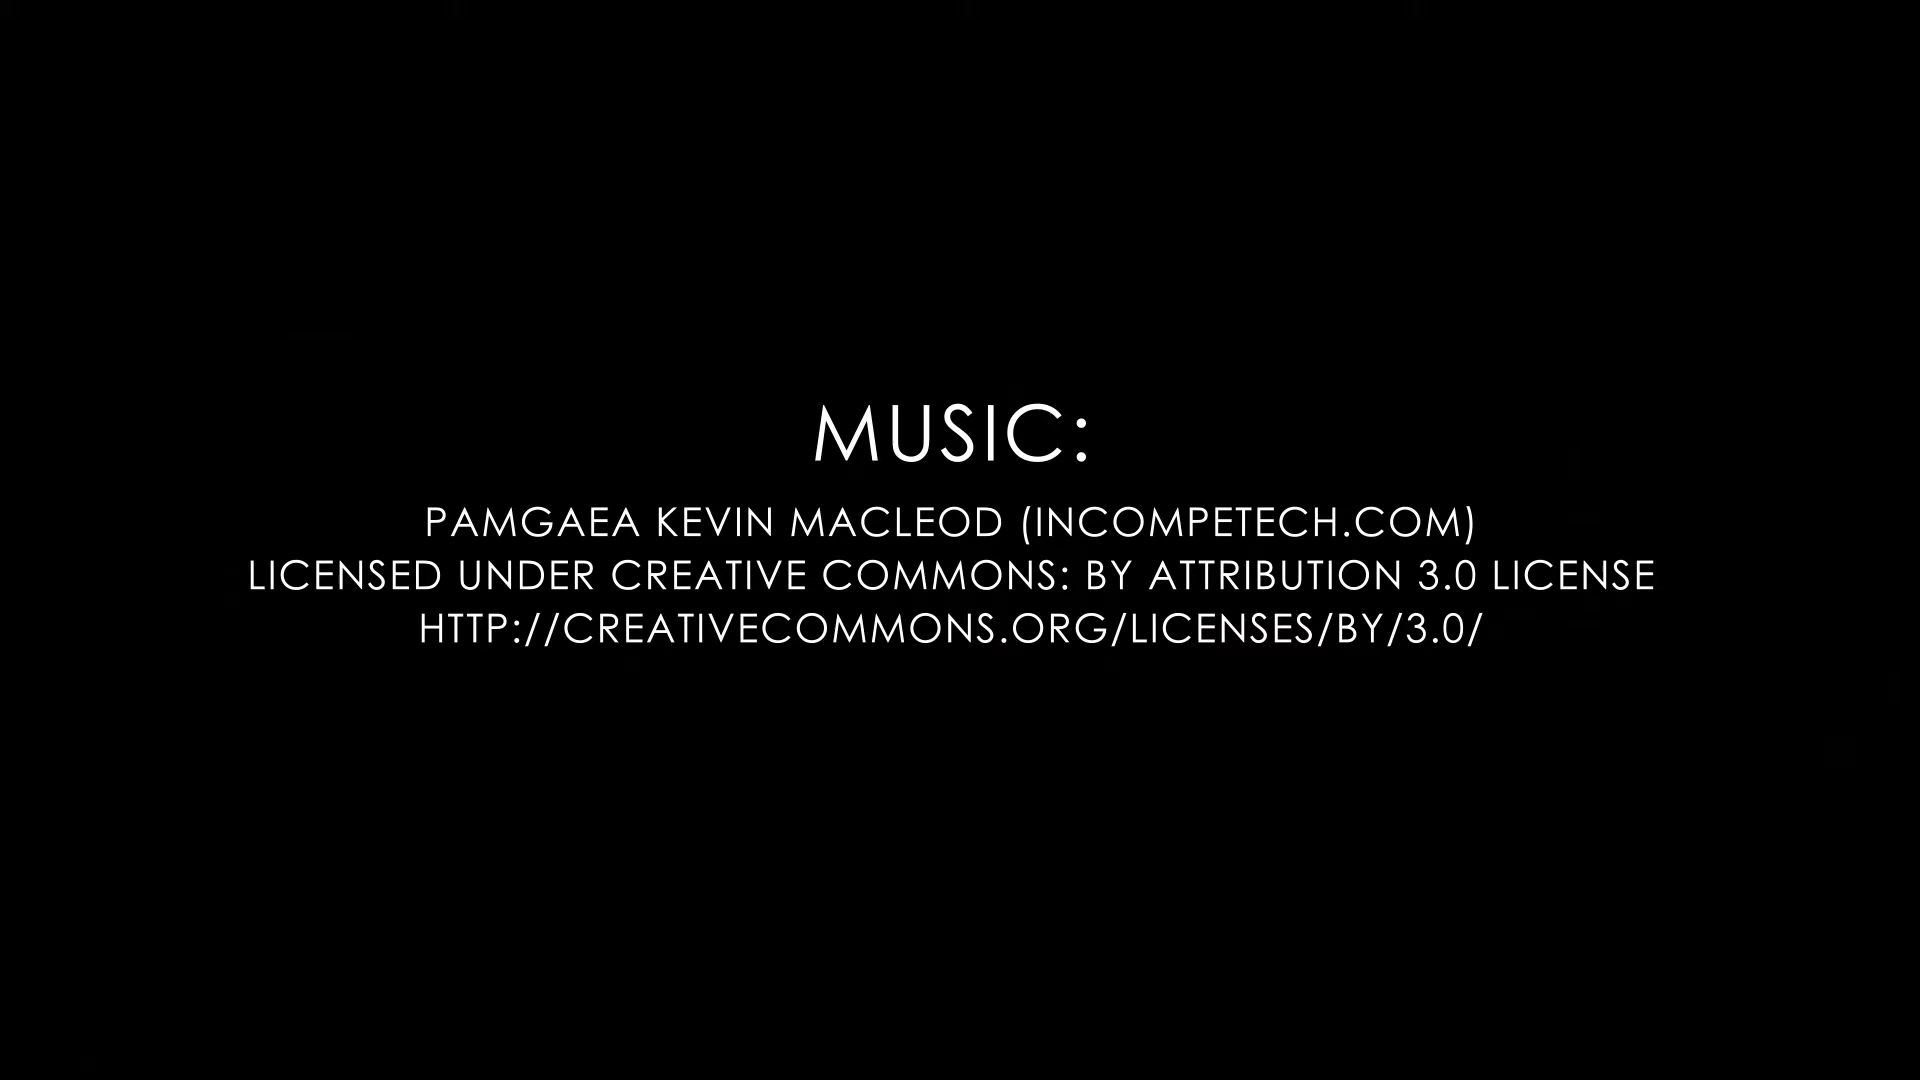 MUSIC:
PAMGAEA KEVIN MACLEOD (INCOMPETECH.COM)
LICENSED UNDER CREATIVE COMMONS: BY ATTRIBUTION 3.0 LICENSE
HTTP://CREATIVECOMMONS.ORG/LICENSES/BY/3.0/